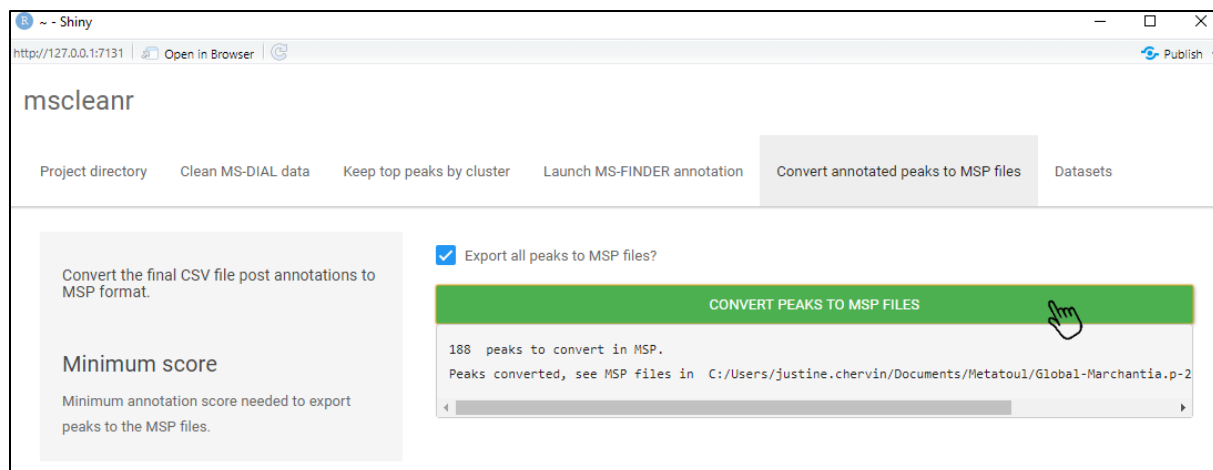 R ~ - Shiny
http://127.0.0.1:7131 Open in Browser Publish
mscleanr
Project directory Clean MS-DIAL data Keep top peaks by cluster Launch MS-FINDER annotation Convert annotated peaks to MSP files Datasets
Export all peaks to MSP files?
Convert the final CSV file post annotations to
MSP format.
CONVERT PEAKS TO MSP FILES
188 peaks to convert in MSP.
Peaks converted, see MSP files in C:/Users/justine.chervin/Documents/Metatoul/Global-Marchantia.p-2
Minimum score
Minimum annotation score needed to export
peaks to the MSP files.